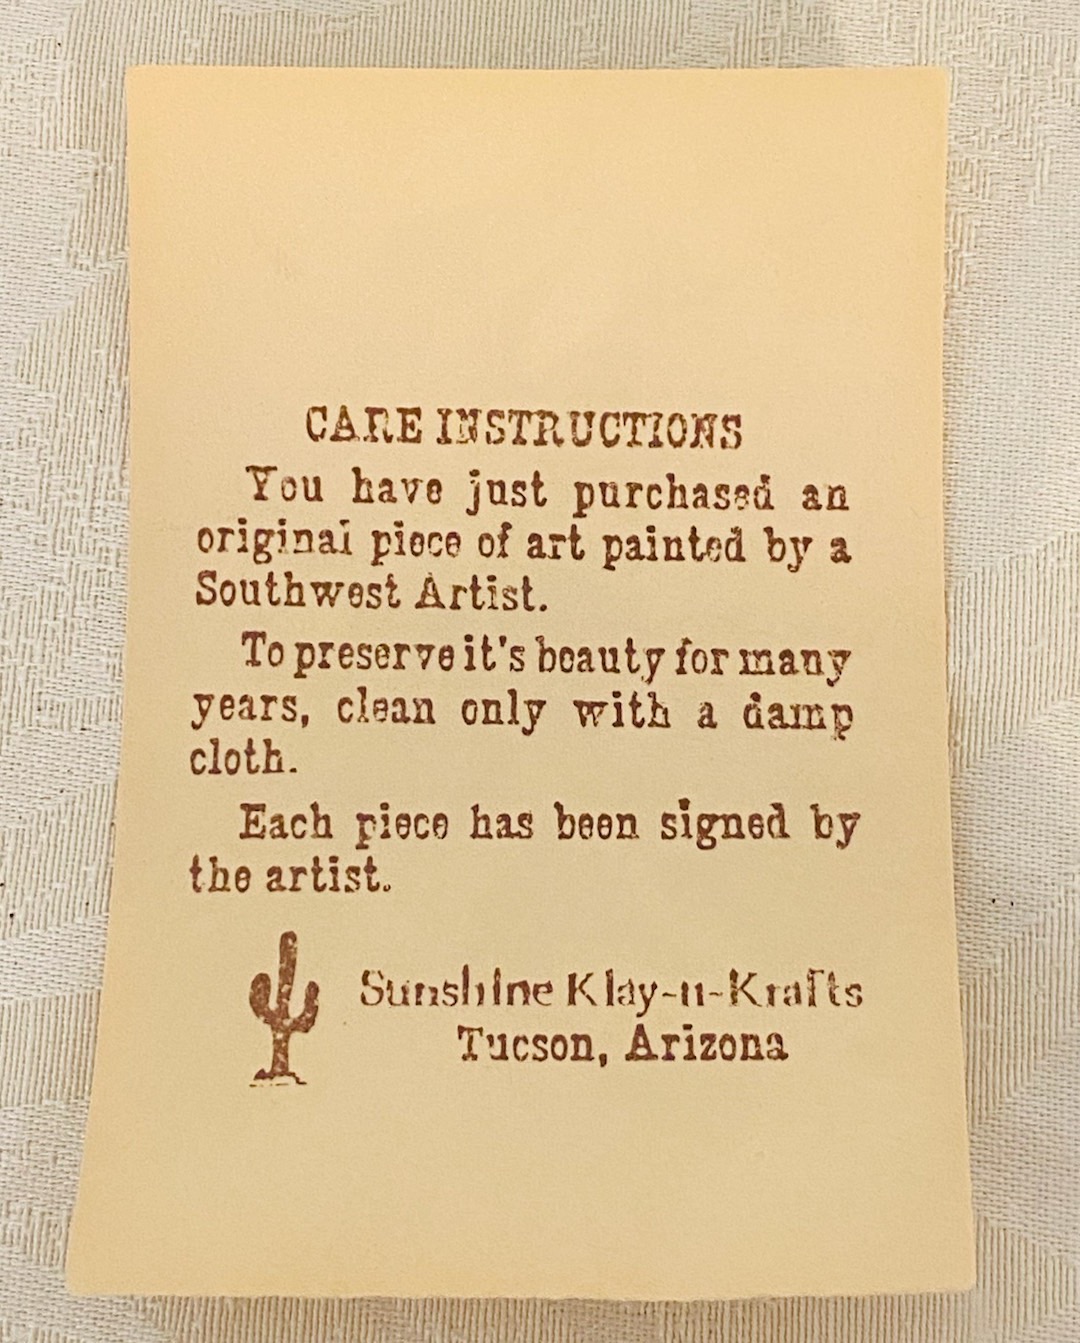 CARE INSTRUCTIONS
You have just purchased an
original piece of art painted by a
Southwest Artist.
To preserve it's beauty for many
years, clean only with a damp
cloth.
Each piece has been signed by
the artist.
Sunshine Klay-n-Krafts
Tucson, Arizona